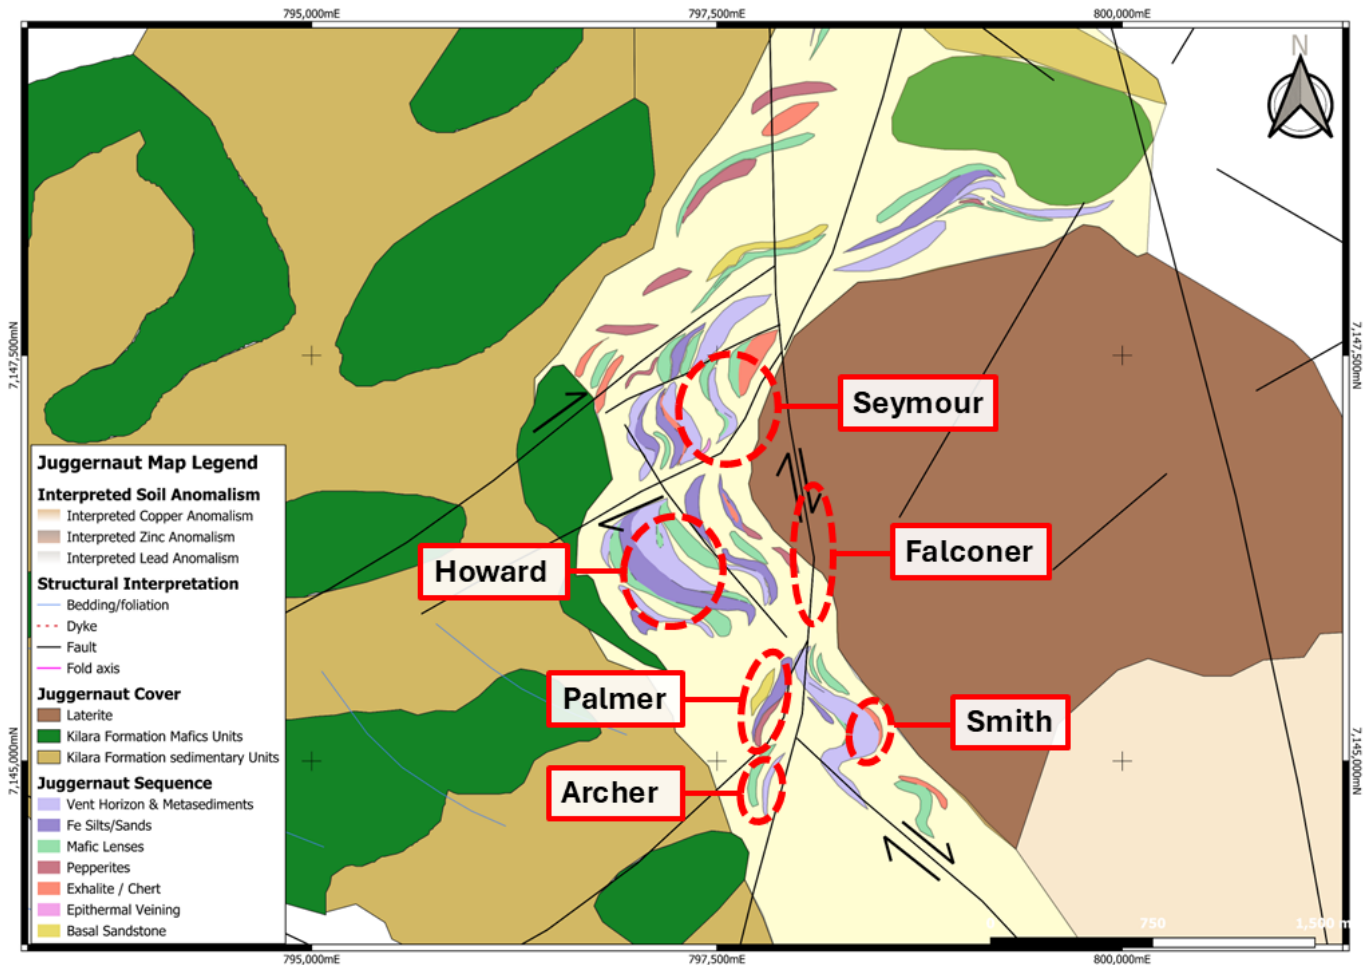 795,000mE
797,500mE
800,000mE
N
7,147,500mN
7,147,500mN
Seymour
Falconer
Howard
Palmer
Smith
Archer
Juggernaut Map Legend
Interpreted Soil Anomalism
Interpreted Copper Anomalism
Interpreted Zinc Anomalism
Interpreted Lead Anomalism
Structural Interpretation
Bedding/foliation
Dyke
Fault
Fold axis
Juggernaut Cover
Laterite
Kilara Formation Mafics Units
Kilara Formation sedimentary Units
Juggernaut Sequence
Vent Horizon & Metasediments
Fe Silts/Sands
Mafic Lenses
Pepperites
Exhalite / Chert
Epithermal Veining
Basal Sandstone
7,145,000mN
7,145,000mN
0 750 1,500 m
795,000mE
797,500mE
800,000mE